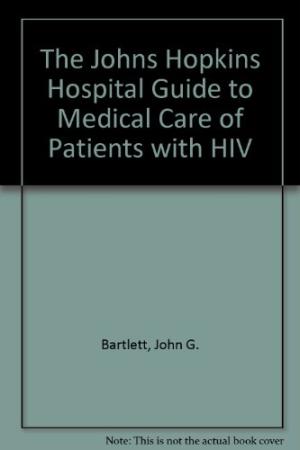 The Johns Hopkins
Hospital Guide to
Medical Care of
Patients with HIV
Bartlett, John G.
Note: This is not the actual book cover